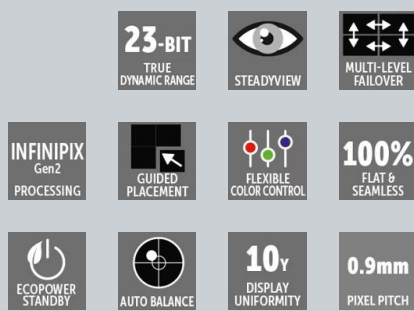 23-BIT
TRUE
DYNAMIC RANGE
STEADYVIEW
MULTI-LEVEL
FAILOVER
INFINIPIX
Gen2
PROCESSING
GUIDED
PLACEMENT
FLEXIBLE
COLOR CONTROL
100%
FLAT &
SEAMLESS
ECOPOWER
STANDBY
AUTO BALANCE
10Y
DISPLAY
UNIFORMITY
0.9mm
PIXEL PITCH